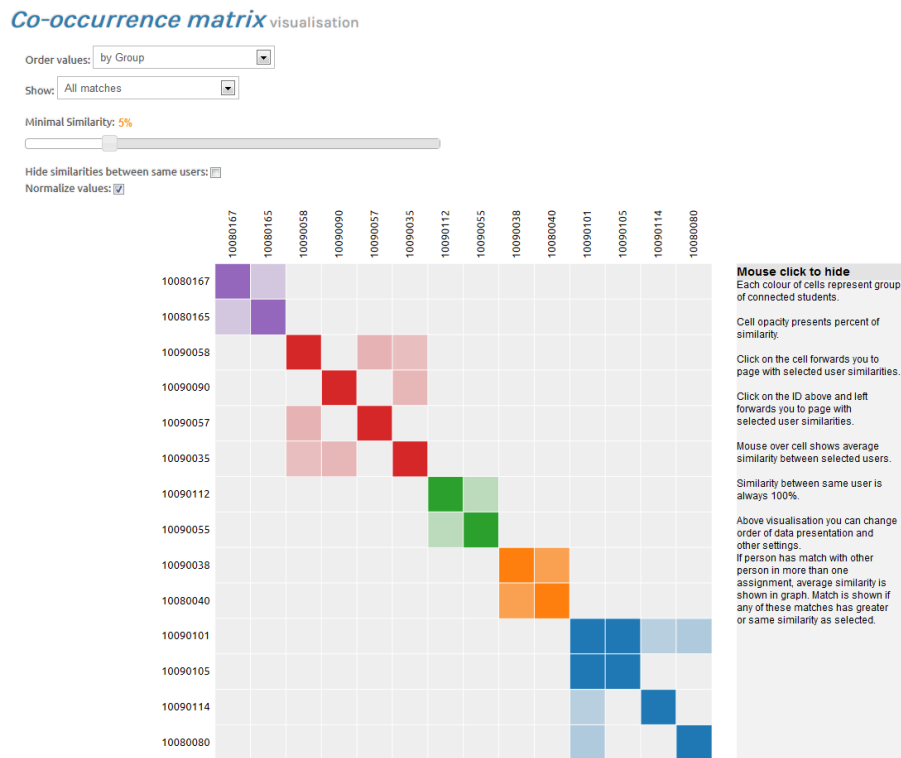 Co-occurrence matrix visualisation
Order values: by Group
Show: All matches
Minimal Similarity: 5%
Hide similarities between same users:
Normalize values:
10080167 10080165 10090058 10090090 10090057 10090035 10090112 10090055 10090038 10080040 10090101 10090105 10090114 10080080
10080167
10080165
10090058
10090090
10090057
10090035
10090112
10090055
10090038
10080040
10090101
10090105
10090114
10080080
Mouse click to hide
Each colour of cells represent group
of connected students.
Cell opacity presents percent of
similarity.
Click on the cell forwards you to
page with selected user similarities.
Click on the ID above and left
forwards you to page with
selected user similarities.
Mouse over cell shows average
similarity between selected users.
Similarity between same user is
always 100%.
Above visualisation you can change
order of data presentation and
other settings.
If person has match with other
person in more than one
assignment, average similarity is
shown in graph. Match is shown if
any of these matches has greater
or same similarity as selected.